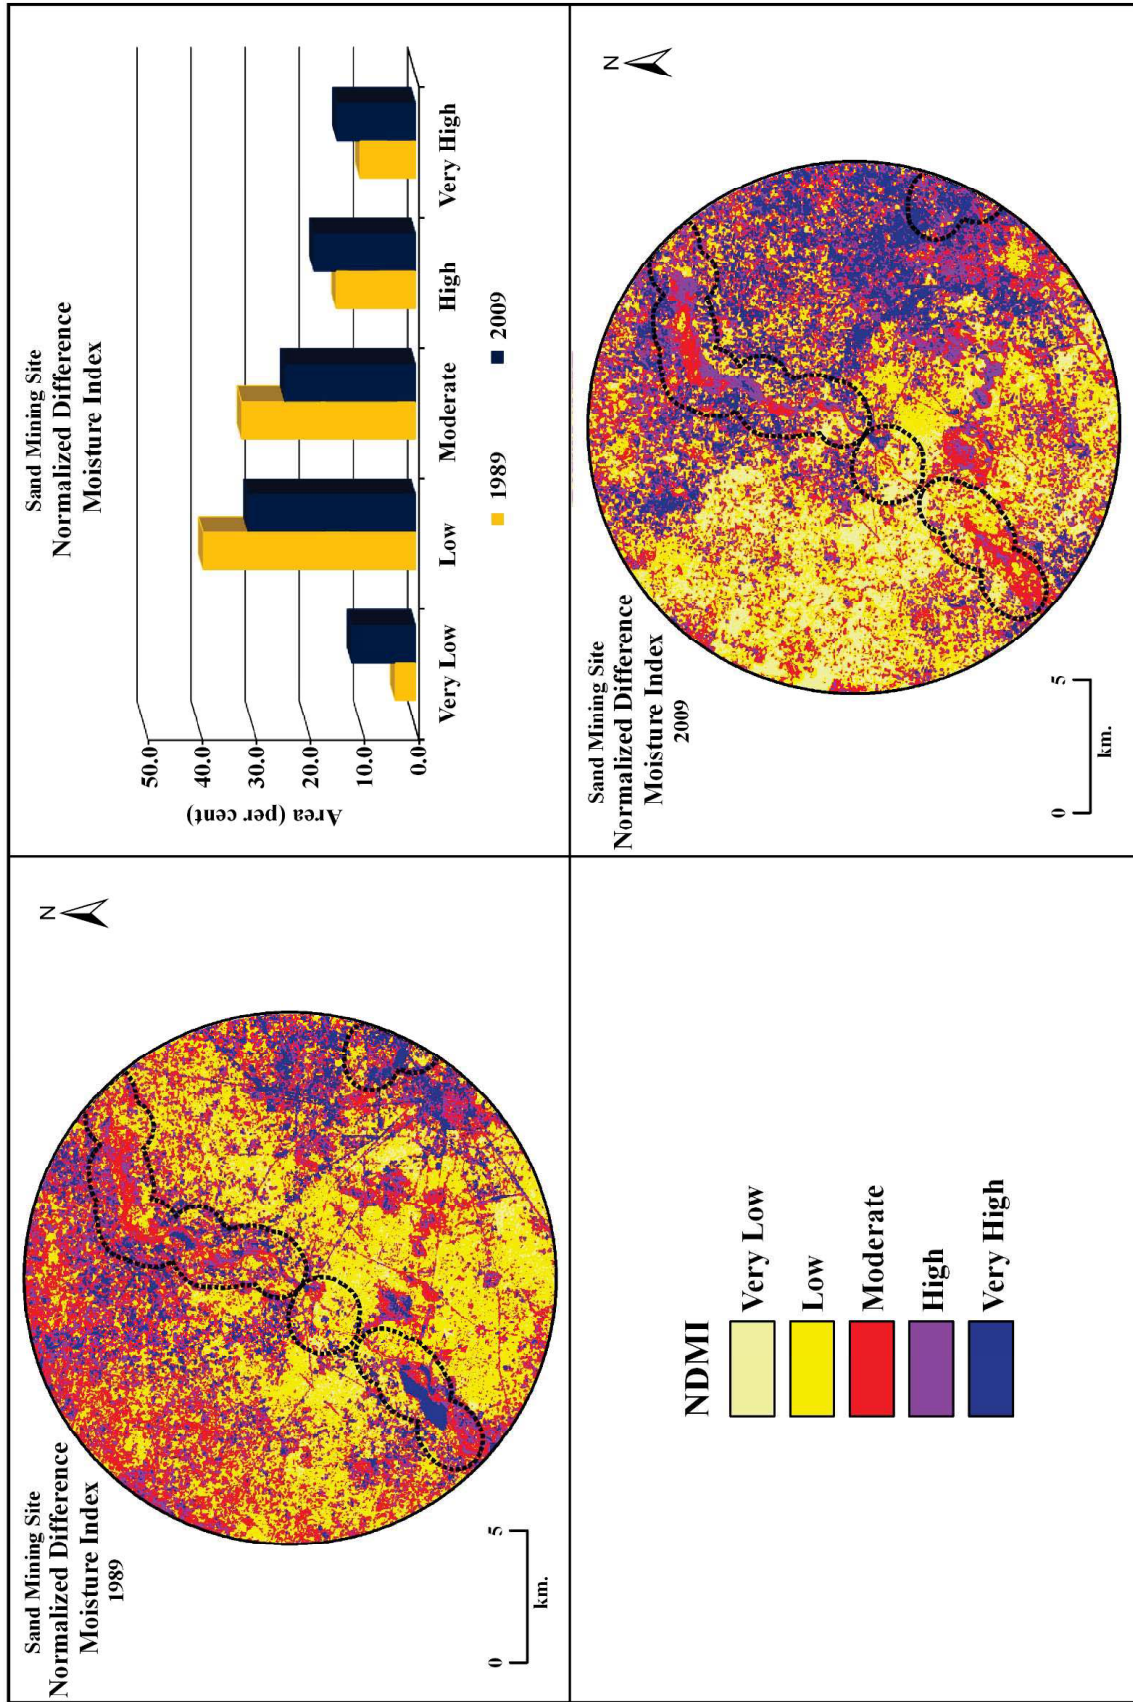 Sand Mining Site
Normalized Difference
Moisture Index
1989
N
0 5
km.
Sand Mining Site
Normalized Difference
Moisture Index
Area (per cent)
50.0
40.0
30.0
20.0
10.0
0.0
Very Low Low Moderate High Very High
1989 2009
NDMI
Very Low
Low
Moderate
High
Very High
Sand Mining Site
Normalized Difference
Moisture Index
2009
N
0 5
km.